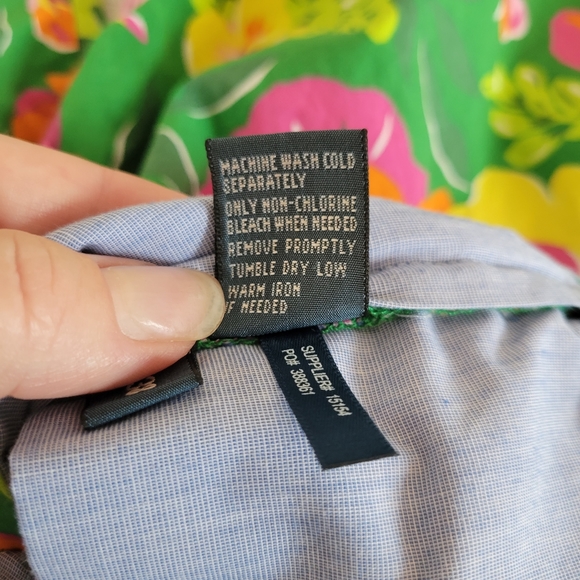 MACHINE WASH COLD
SEPARATELY
ONLY NON-CHLORINE
BLEACH WHEN NEEDED
REMOVE PROMPTLY
TUMBLE DRY LOW
WARM IRON
IF NEEDED
SUPPLIER# 15154
PO# 388361